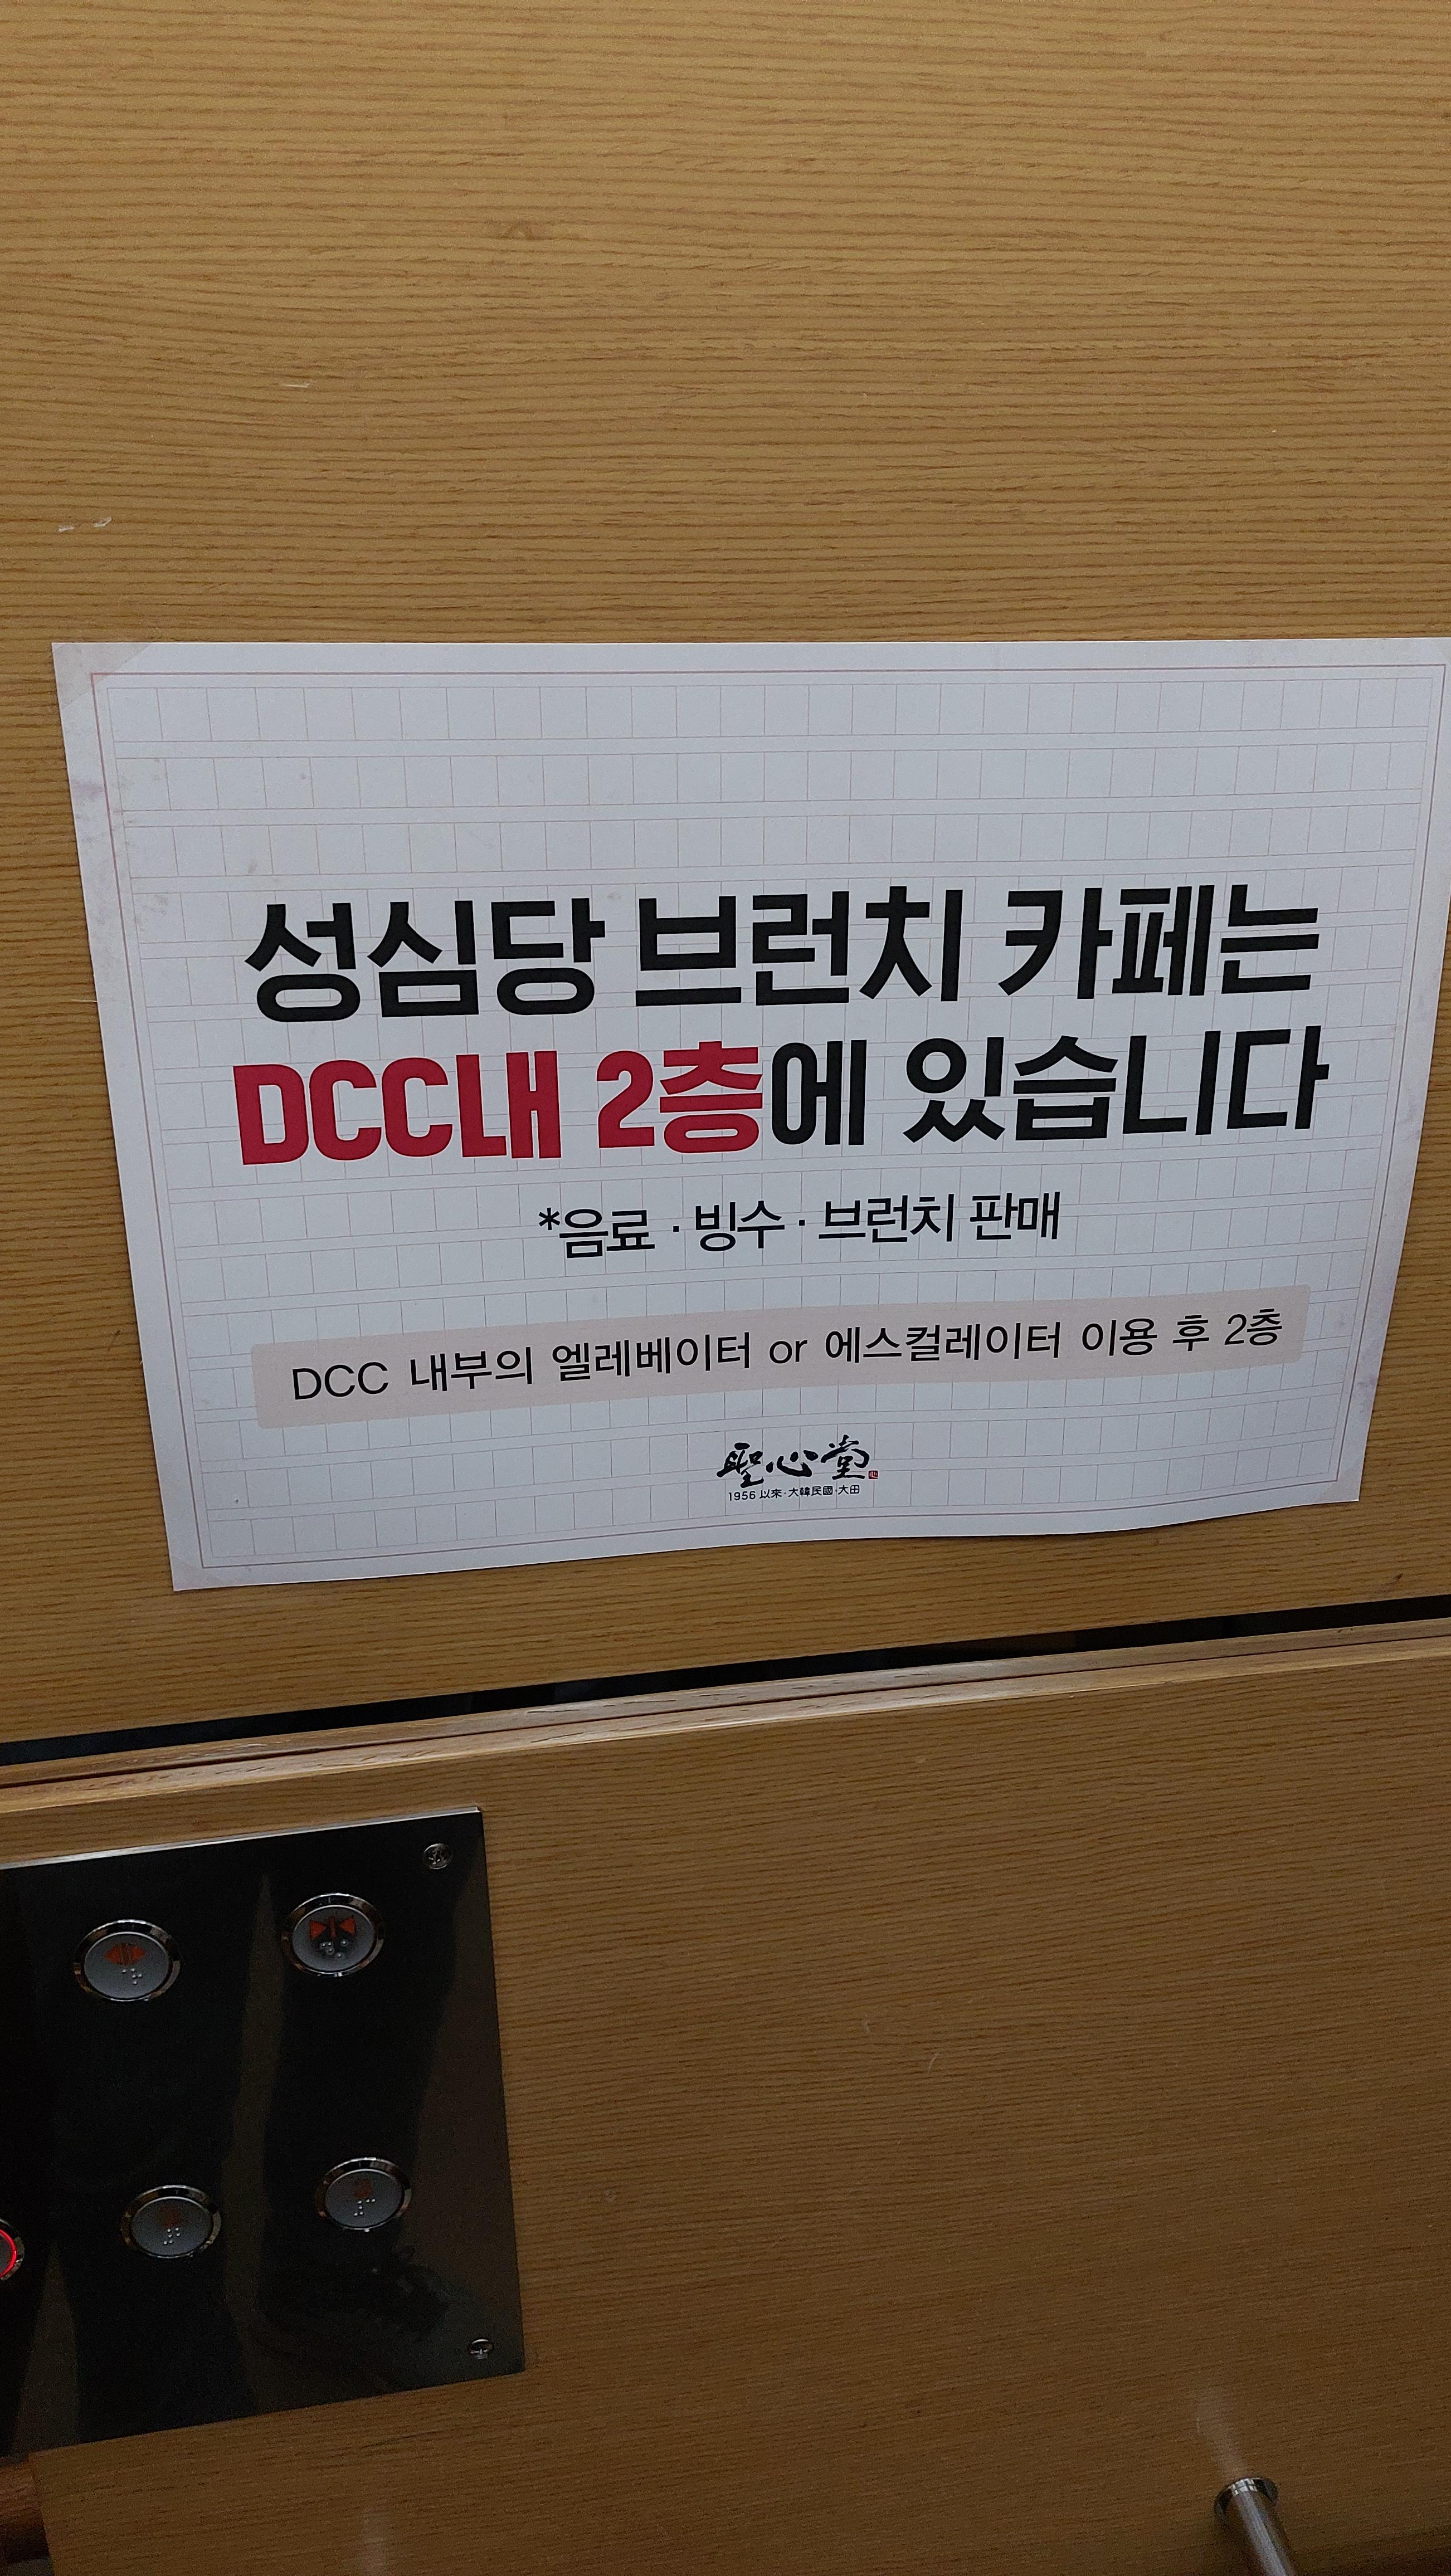 성심당 브런치 카페는
DCC내 2층에 있습니다
*음료 · 빙수 · 브런치 판매
DCC 내부의 엘레베이터 or 에스컬레이터 이용 후 2층
聖心堂
1956 以來·大韓民國·大田